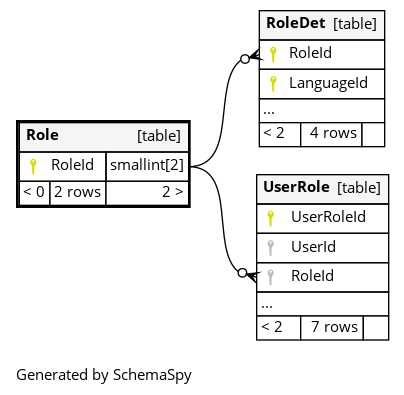 Role [table]
RoleId smallint[2]
< 0 2 rows 2 >
RoleDet [table]
RoleId
LanguageId
...
< 2 4 rows
UserRole [table]
UserRoleId
UserId
RoleId
...
< 2 7 rows
Generated by SchemaSpy